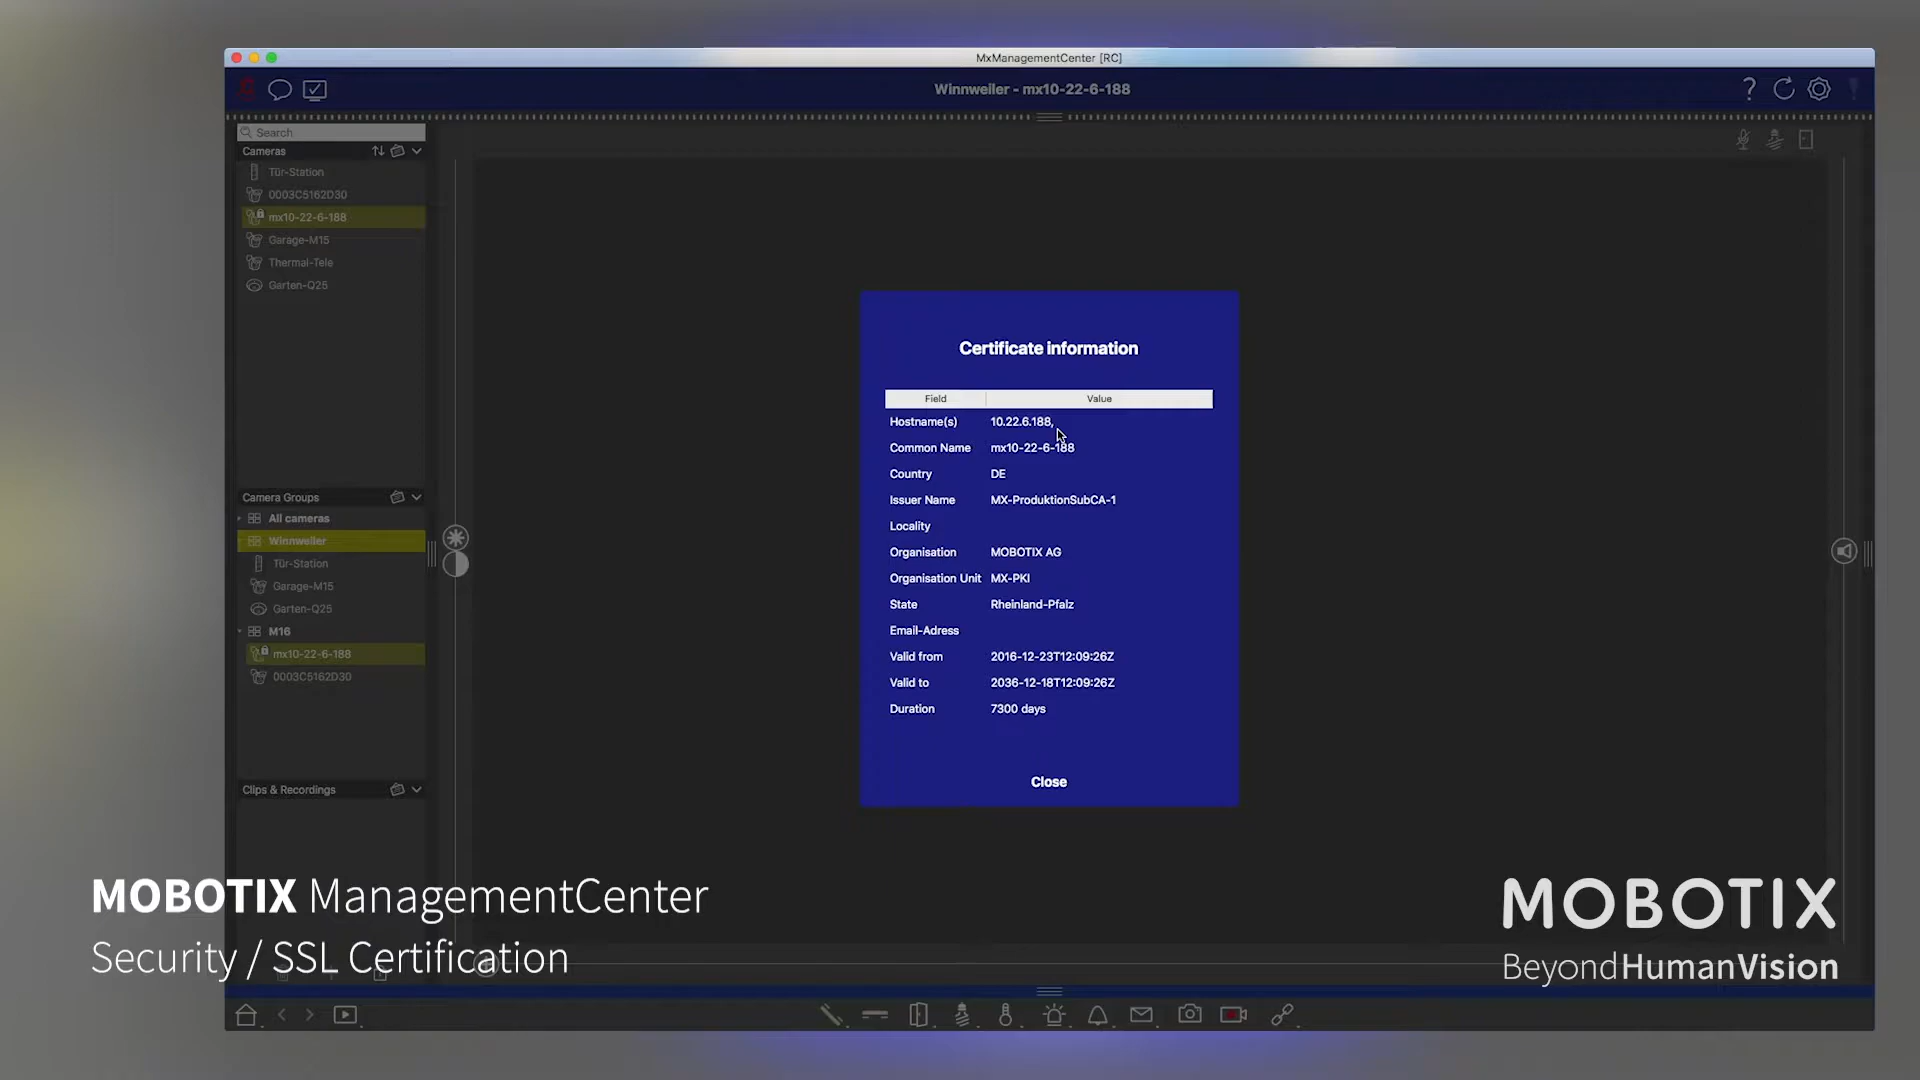 MxManagementCenter [RC]
Winnweiler - mx10-22-6-188
?
Search
Cameras
Tür-Station
0003C5162D30
mx10-22-6-188
Garage-M15
Thermal-Tele
Garten-Q25
Camera Groups
All cameras
Winnweiler
Tür-Station
Garage-M15
Garten-Q25
M16
mx10-22-6-188
0003C5162D30
Clips & Recordings
Certificate information
Field Value
Hostname(s) 10.22.6.188,
Common Name mx10-22-6-188
Country DE
Issuer Name MX-ProduktionSubCA-1
Locality
Organisation MOBOTIX AG
Organisation Unit MX-PKI
State Rheinland-Pfalz
Email-Adress
Valid from 2016-12-23T12:09:26Z
Valid to 2036-12-18T12:09:26Z
Duration 7300 days
Close
MOBOTIX ManagementCenter
Security / SSL Certification
MOBOTIX
BeyondHumanVision